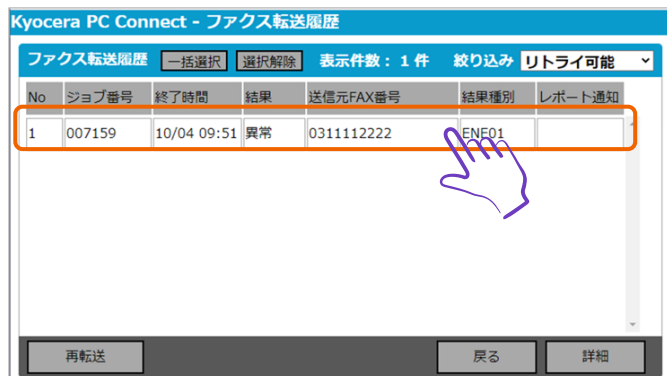 Kyocera PC Connect - ファクス転送履歴
ファクス転送履歴 一括選択 選択解除 表示件数： 1 件 絞り込み リトライ可能
No ジョブ番号 終了時間 結果 送信元FAX番号 結果種別 レポート通知
1 007159 10/04 09:51 異常 0311112222 ENE01
再転送 戻る 詳細